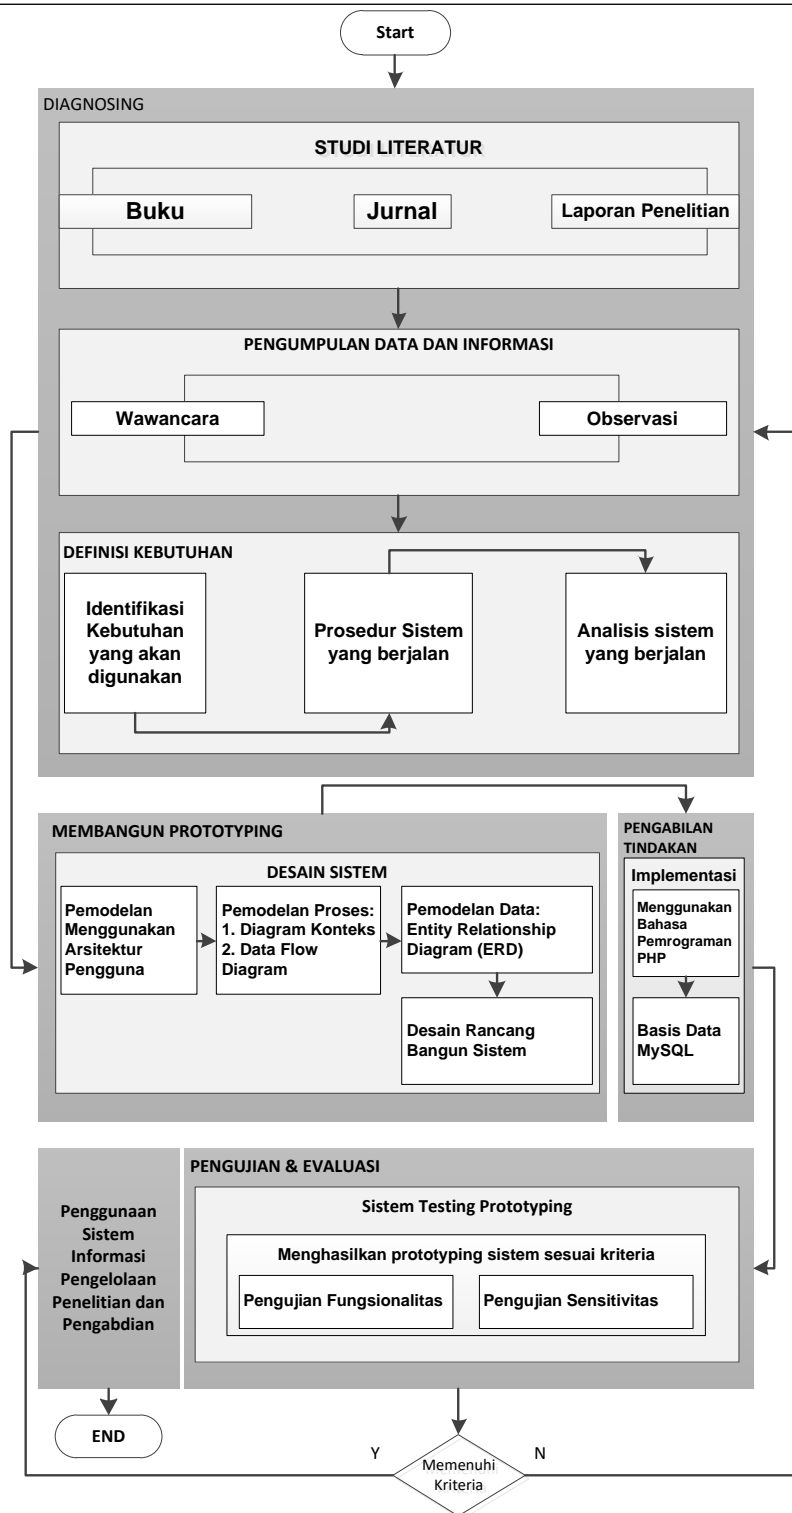 Start
DIAGNOSING
STUDI LITERATUR
Buku
Jurnal
Laporan Penelitian
PENGUMPULAN DATA DAN INFORMASI
Wawancara
Observasi
DEFINISI KEBUTUHAN
Identifikasi
Kebutuhan
yang akan
digunakan
Prosedur Sistem
yang berjalan
Analisis sistem
yang berjalan
MEMBANGUN PROTOTYPING
DESAIN SISTEM
Pemodelan
Menggunakan
Arsitektur
Pengguna
Pemodelan Proses:
1. Diagram Konteks
2. Data Flow
Diagram
Pemodelan Data:
Entity Relationship
Diagram (ERD)
Desain Rancang
Bangun Sistem
PENGABILAN
TINDAKAN
Implementasi
Menggunakan
Bahasa
Pemrograman
PHP
Basis Data
MySQL
Penggunaan
Sistem
Informasi
Pengelolaan
Penelitian dan
Pengabdian
PENGUJIAN & EVALUASI
Sistem Testing Prototyping
Menghasilkan prototyping sistem sesuai kriteria
Pengujian Fungsionalitas
Pengujian Sensitivitas
END
Y
Memenuhi
Kriteria
N